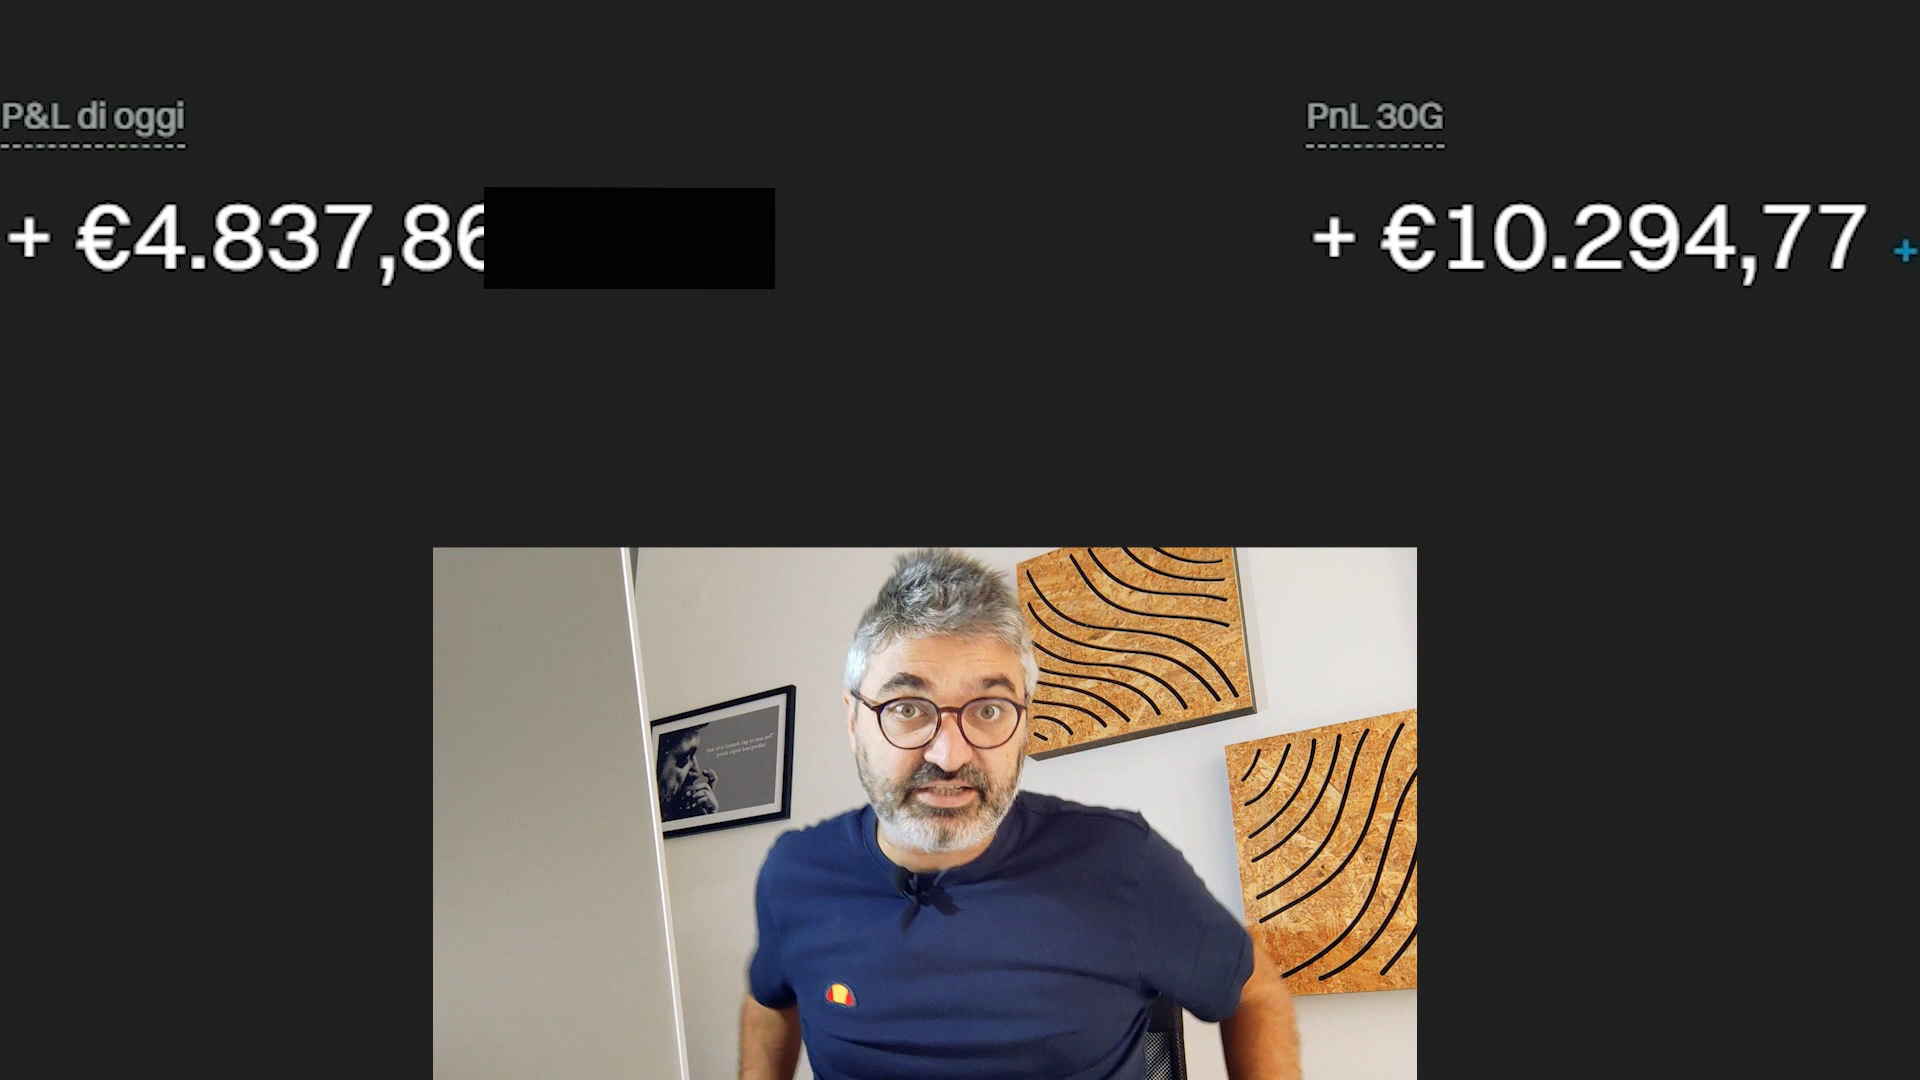 P&L di oggi
PnL 30G
+ €4.837,86
+ €10.294,77 +